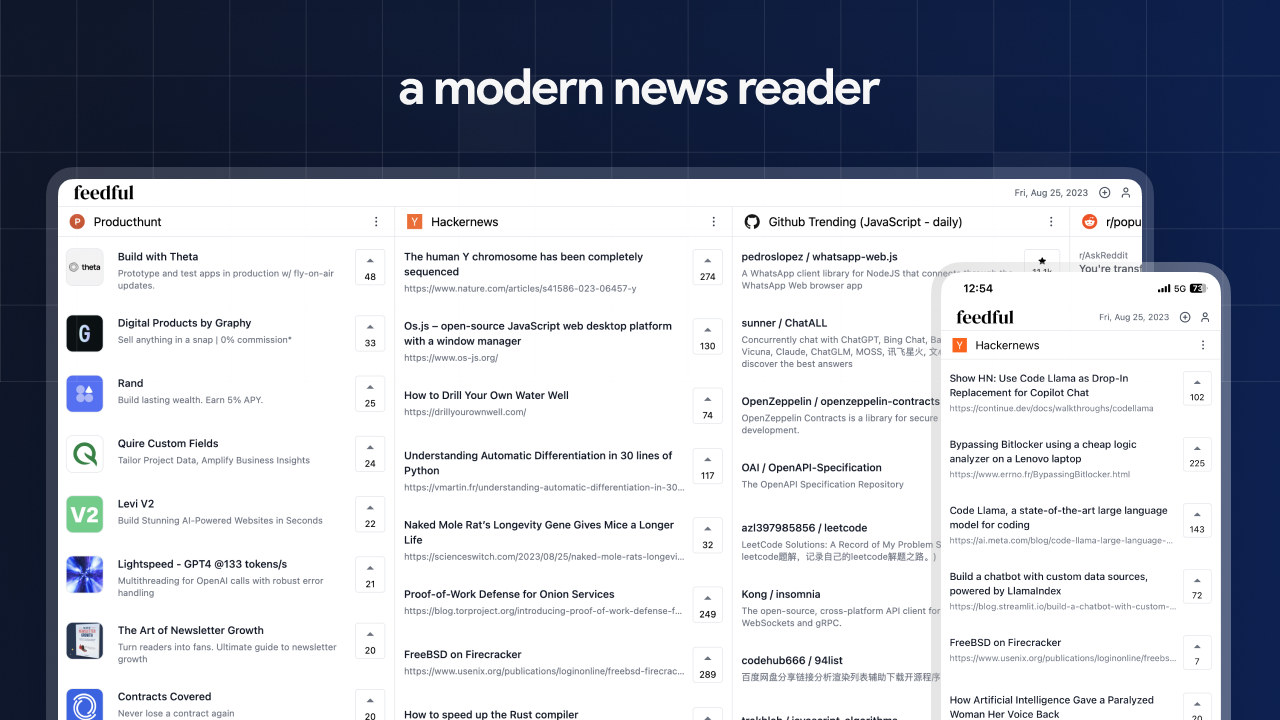 a modern news reader
feedful
Fri, Aug 25, 2023
P
Producthunt
theta
Build with Theta
Prototype and test apps in production w/ fly-on-air
updates.
48
G
Digital Products by Graphy
Sell anything in a snap | 0% commission*
33
Rand
Build lasting wealth. Earn 5% APY.
25
Quire Custom Fields
Tailor Project Data, Amplify Business Insights
24
V2
Levi V2
Build Stunning AI-Powered Websites in Seconds
22
Lightspeed - GPT4 @133 tokens/s
Multithreading for OpenAI calls with robust error
handling
21
The Art of Newsletter Growth
Turn readers into fans. Ultimate guide to newsletter
growth
20
Contracts Covered
Never lose a contract again
20
Y
Hackernews
The human Y chromosome has been completely
sequenced
https://www.nature.com/articles/s41586-023-06457-y
274
Os.js – open-source JavaScript web desktop platform
with a window manager
https://www.os-js.org/
130
How to Drill Your Own Water Well
https://drillyourownwell.com/
74
Understanding Automatic Differentiation in 30 lines of
Python
https://vmartin.fr/understanding-automatic-differentiation-in-30...
117
Naked Mole Rat's Longevity Gene Gives Mice a Longer
Life
https://scienceswitch.com/2023/08/25/naked-mole-rats-longevi...
32
Proof-of-Work Defense for Onion Services
https://blog.torproject.org/introducing-proof-of-work-defense-f...
249
FreeBSD on Firecracker
https://www.usenix.org/publications/loginonline/freebsd-firecrac...
289
How to speed up the Rust compiler
Github Trending (JavaScript - daily)
pedroslopez / whatsapp-web.js
A WhatsApp client library for NodeJS that connects through the
WhatsApp Web browser app
sunner / ChatALL
Concurrently chat with ChatGPT, Bing Chat, Ba
Vicuna, Claude, ChatGLM, MOSS, 讯飞星火, 文
discover the best answers
OpenZeppelin / openzeppelin-contracts
OpenZeppelin Contracts is a library for secure
development.
OAI / OpenAPI-Specification
The OpenAPI Specification Repository
azl397985856 / leetcode
LeetCode Solutions: A Record of My Problem S
leetcode题解，记录自己的leetcode解题之路。)
Kong / insomnia
The open-source, cross-platform API client for
WebSockets and gRPC.
codehub666 / 94list
百度网盘分享链接分析渲染列表辅助下载开源程序
r/popu
r/AskReddit
You're transf
12:54
5G
73
feedful
Fri, Aug 25, 2023
Y
Hackernews
Show HN: Use Code Llama as Drop-In
Replacement for Copilot Chat
https://continue.dev/docs/walkthroughs/codellama
102
Bypassing Bitlocker using a cheap logic
analyzer on a Lenovo laptop
https://www.errno.fr/BypassingBitlocker.html
225
Code Llama, a state-of-the-art large language
model for coding
https://ai.meta.com/blog/code-llama-large-language-...
143
Build a chatbot with custom data sources,
powered by LlamaIndex
https://blog.streamlit.io/build-a-chatbot-with-custom-...
72
FreeBSD on Firecracker
https://www.usenix.org/publications/loginonline/freebs...
7
How Artificial Intelligence Gave a Paralyzed
Woman Her Voice Back
20